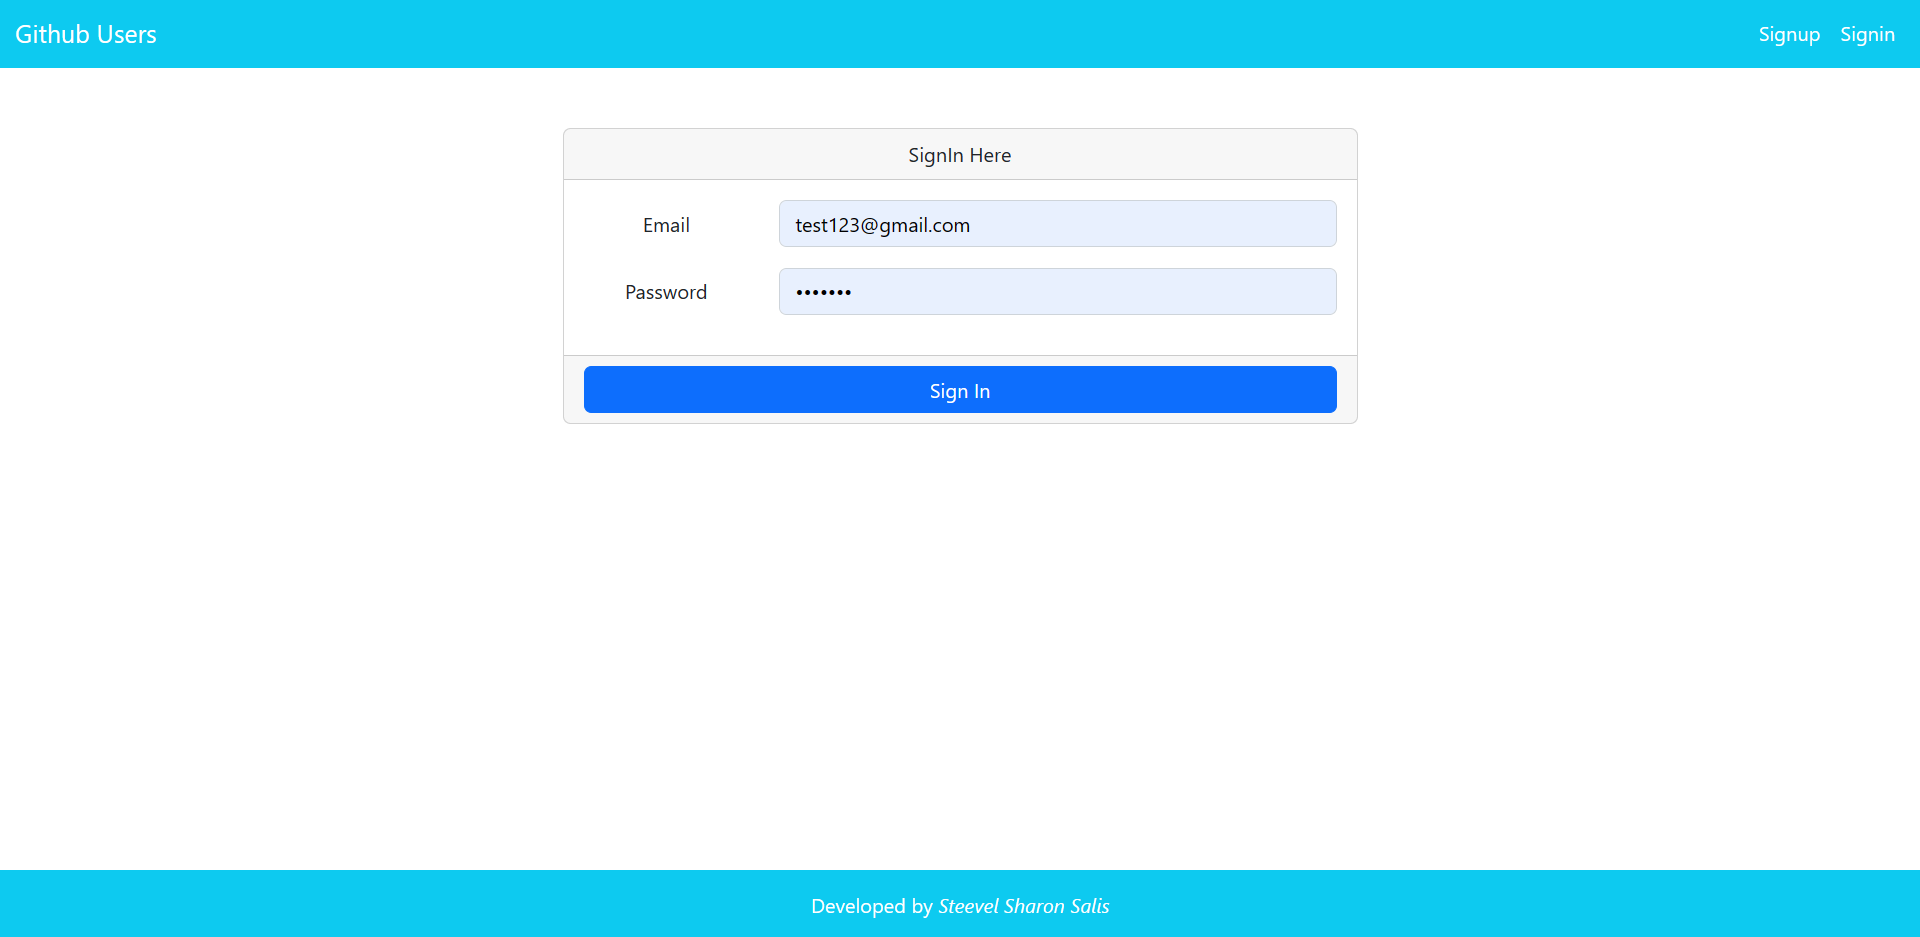 Github Users
Signup Signin
SignIn Here
Email test123@gmail.com
Password •••••••
Sign In
Developed by Steevel Sharon Salis